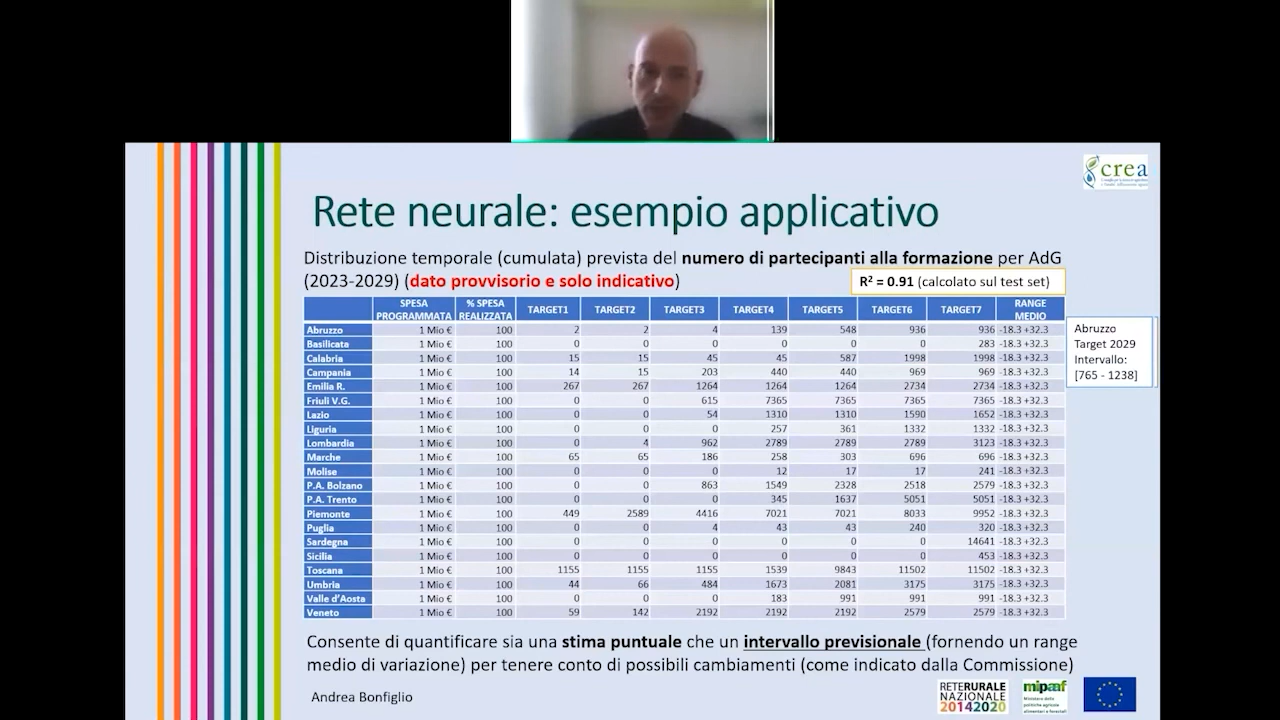 crea
Rete neurale: esempio applicativo
Distribuzione temporale (cumulata) prevista del numero di partecipanti alla formazione per AdG
(2023-2029) (dato provvisorio e solo indicativo)
R² = 0.91 (calcolato sul test set)
SPESA PROGRAMMATA % SPESA REALIZZATA TARGET1 TARGET2 TARGET3 TARGET4 TARGET5 TARGET6 TARGET7 RANGE MEDIO
Abruzzo 1 Mio € 100 2 2 4 139 548 936 936 -18.3 +32.3
Basilicata 1 Mio € 100 0 0 0 0 0 0 283 -18.3 +32.3
Calabria 1 Mio € 100 15 15 45 45 587 1998 1998 -18.3 +32.3
Campania 1 Mio € 100 14 15 203 440 440 969 969 -18.3 +32.3
Emilia R. 1 Mio € 100 267 267 1264 1264 1264 2734 2734 -18.3 +32.3
Friuli V.G. 1 Mio € 100 0 0 615 7365 7365 7365 7365 -18.3 +32.3
Lazio 1 Mio € 100 0 0 54 1310 1310 1590 1652 -18.3 +32.3
Liguria 1 Mio € 100 0 0 0 257 361 1332 1332 -18.3 +32.3
Lombardia 1 Mio € 100 0 4 962 2789 2789 2789 3123 -18.3 +32.3
Marche 1 Mio € 100 65 65 186 258 303 696 696 -18.3 +32.3
Molise 1 Mio € 100 0 0 0 12 17 17 241 -18.3 +32.3
P.A. Bolzano 1 Mio € 100 0 0 863 1549 2328 2518 2579 -18.3 +32.3
P.A. Trento 1 Mio € 100 0 0 0 345 1637 5051 5051 -18.3 +32.3
Piemonte 1 Mio € 100 449 2589 4416 7021 7021 8033 9952 -18.3 +32.3
Puglia 1 Mio € 100 0 0 4 43 43 240 320 -18.3 +32.3
Sardegna 1 Mio € 100 0 0 0 0 0 0 14641 -18.3 +32.3
Sicilia 1 Mio € 100 0 0 0 0 0 0 453 -18.3 +32.3
Toscana 1 Mio € 100 1155 1155 1155 1539 9843 11502 11502 -18.3 +32.3
Umbria 1 Mio € 100 44 66 484 1673 2081 3175 3175 -18.3 +32.3
Valle d'Aosta 1 Mio € 100 0 0 0 183 991 991 991 -18.3 +32.3
Veneto 1 Mio € 100 59 142 2192 2192 2192 2579 2579 -18.3 +32.3
Abruzzo
Target 2029
Intervallo:
[765 - 1238]
Consente di quantificare sia una stima puntuale che un intervallo previsionale (fornendo un range
medio di variazione) per tenere conto di possibili cambiamenti (come indicato dalla Commissione)
Andrea Bonfiglio
RETERURALE
NAZIONALE
20142020
mipaaf